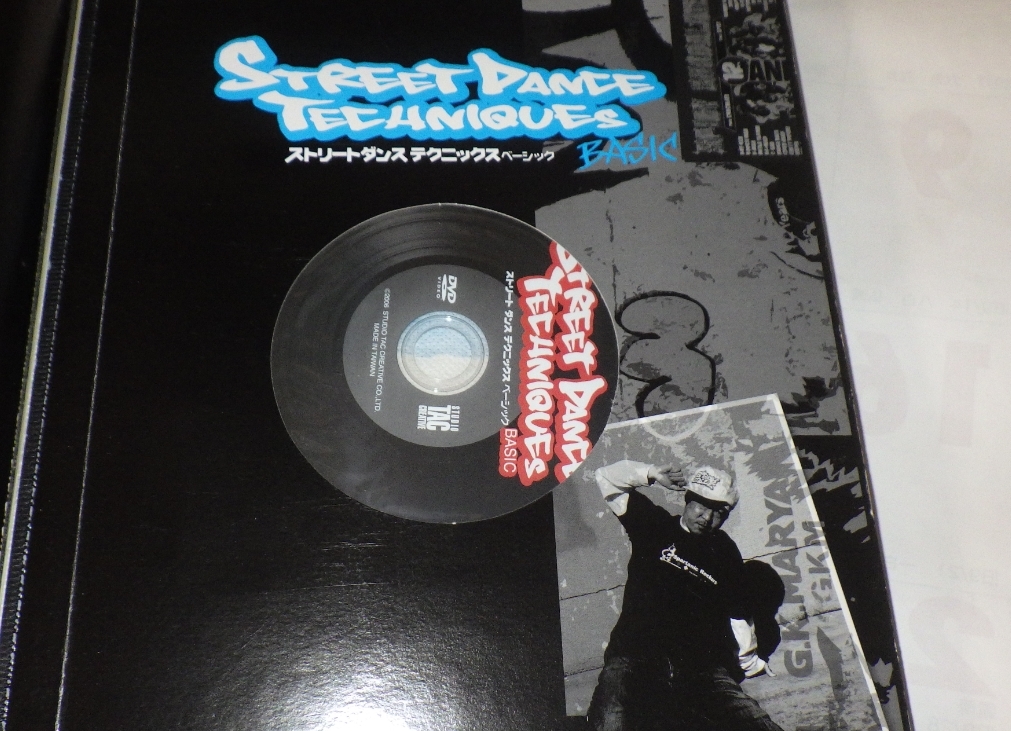 STREET DANCE
TECHNIQUES
BASIC
ストリートダンス テクニックス ベーシック
STREET DANCE
TECHNIQUES
BASIC
ストリート ダンス テクニックス ベーシック
DVD
VIDEO
©2006 STUDIO TAC CREATIVE CO.,LTD.
MADE IN TAIWAN
STUDIO
TAC
CREATIVE
G.K.MARYAN
G.K.M